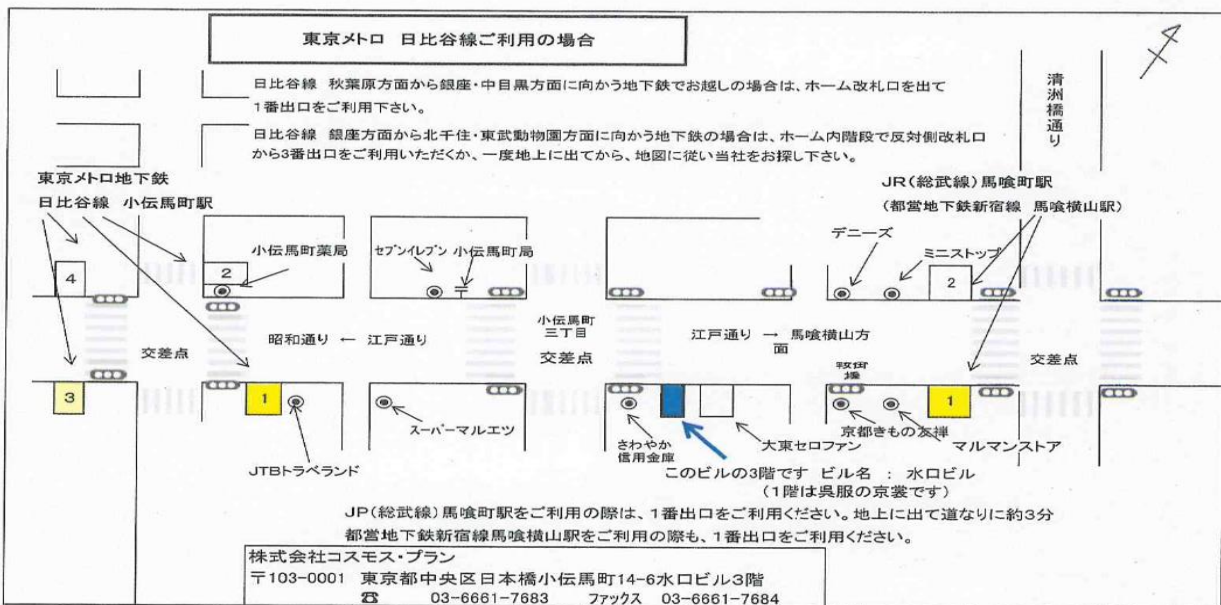 東京メトロ 日比谷線ご利用の場合
日比谷線 秋葉原方面から銀座・中目黒方面に向かう地下鉄でお越しの場合は、ホーム改札口を出て
1番出口をご利用下さい。
日比谷線 銀座方面から北千住・東武動物園方面に向かう地下鉄の場合は、ホーム内階段で反対側改札口
から3番出口をご利用いただくか、一度地上に出てから、地図に従い当社をお探し下さい。
清洲橋通り
東京メトロ地下鉄
日比谷線 小伝馬町駅
JR(総武線)馬喰町駅
(都営地下鉄新宿線 馬喰横山駅)
小伝馬町薬局
セブンイレブン 小伝馬町局
〒
デニーズ
ミニストップ
4
2
2
交差点
昭和通り ← 江戸通り
小伝馬町
三丁目
交差点
江戸通り → 馬喰横山方
面
交差点
3
1
1
JTBトラベランド
スーパーマルエツ
さわやか
信用金庫
大東セロファン
京都きもの友禅
マルマンストア
このビルの3階です ビル名 : 水口ビル
(1階は呉服の京裳です)
JP(総武線)馬喰町駅をご利用の際は、1番出口をご利用ください。地上に出て道なりに約3分
都営地下鉄新宿線馬喰横山駅をご利用の際も、1番出口をご利用ください。
株式会社コスモス・プラン
〒103-0001 東京都中央区日本橋小伝馬町14-6水口ビル3階
☎ 03-6661-7683 ファックス 03-6661-7684